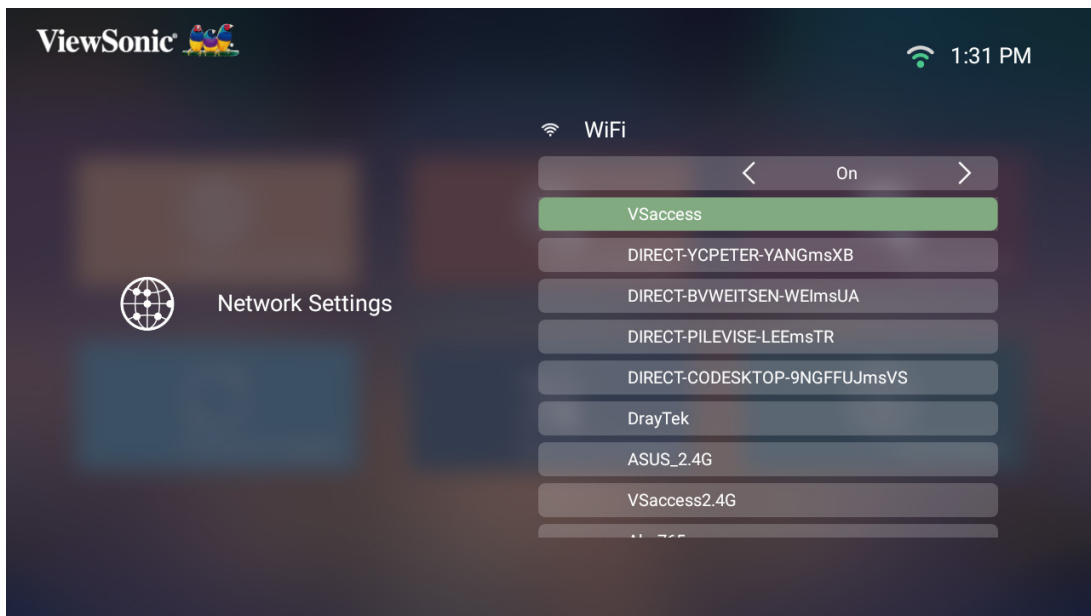 ViewSonic
1:31 PM
WiFi
On
VSaccess
DIRECT-YCPETER-YANGmsXB
DIRECT-BVWEITSEN-WEImsUA
Network Settings
DIRECT-PILEVISE-LEEmsTR
DIRECT-CODESKTOP-9NGFFUJmsVS
DrayTek
ASUS_2.4G
VSaccess2.4G